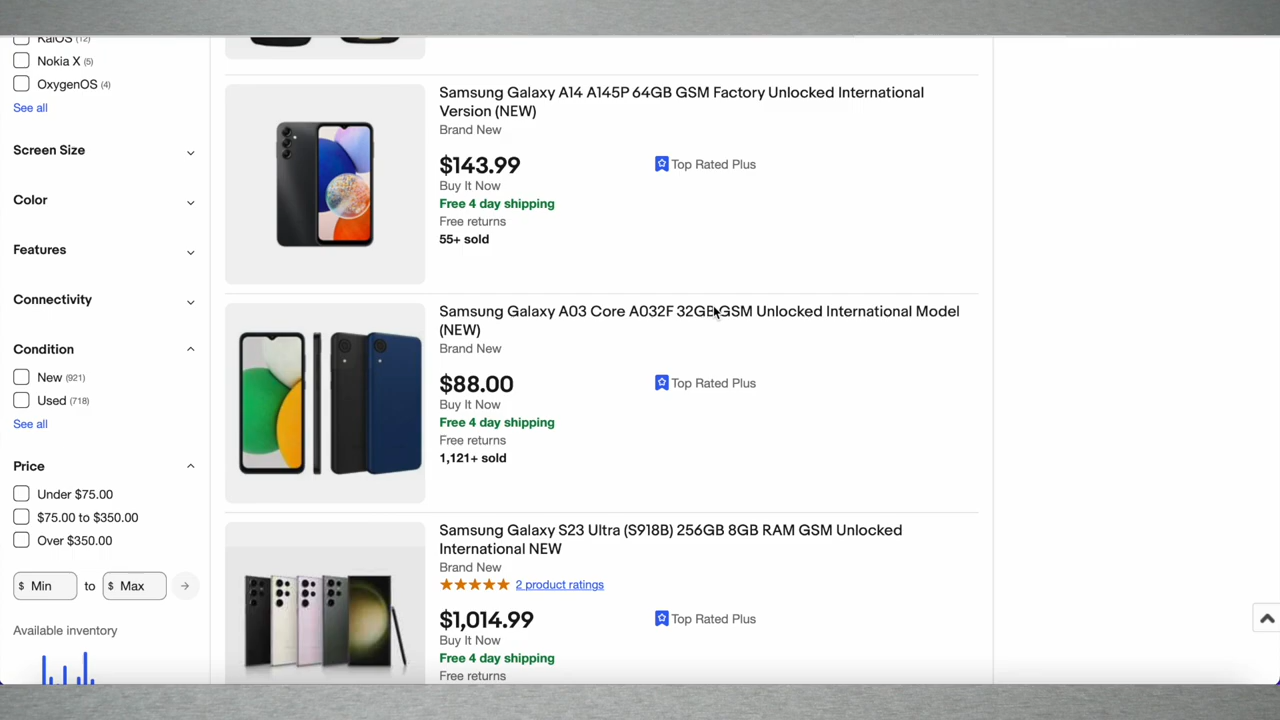 KaiOS (12)
Nokia X (5)
OxygenOS (4)
See all
Screen Size
Color
Features
Connectivity
Condition
New (921)
Used (718)
See all
Price
Under $75.00
$75.00 to $350.00
Over $350.00
$ Min to $ Max
Available inventory
Samsung Galaxy A14 A145P 64GB GSM Factory Unlocked International
Version (NEW)
Brand New
$143.99
Top Rated Plus
Buy It Now
Free 4 day shipping
Free returns
55+ sold
Samsung Galaxy A03 Core A032F 32GB GSM Unlocked International Model
(NEW)
Brand New
$88.00
Top Rated Plus
Buy It Now
Free 4 day shipping
Free returns
1,121+ sold
Samsung Galaxy S23 Ultra (S918B) 256GB 8GB RAM GSM Unlocked
International NEW
Brand New
2 product ratings
$1,014.99
Top Rated Plus
Buy It Now
Free 4 day shipping
Free returns